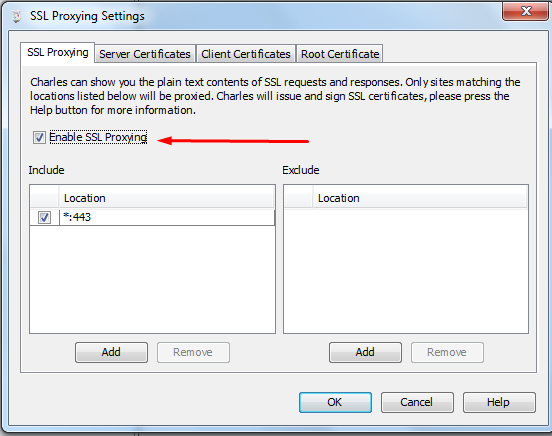 SSL Proxying Settings
SSL Proxying Server Certificates Client Certificates Root Certificate
Charles can show you the plain text contents of SSL requests and responses. Only sites matching the
locations listed below will be proxied. Charles will issue and sign SSL certificates, please press the
Help button for more information.
Enable SSL Proxying
Include Exclude
Location Location
*:443
Add Remove Add Remove
OK Cancel Help